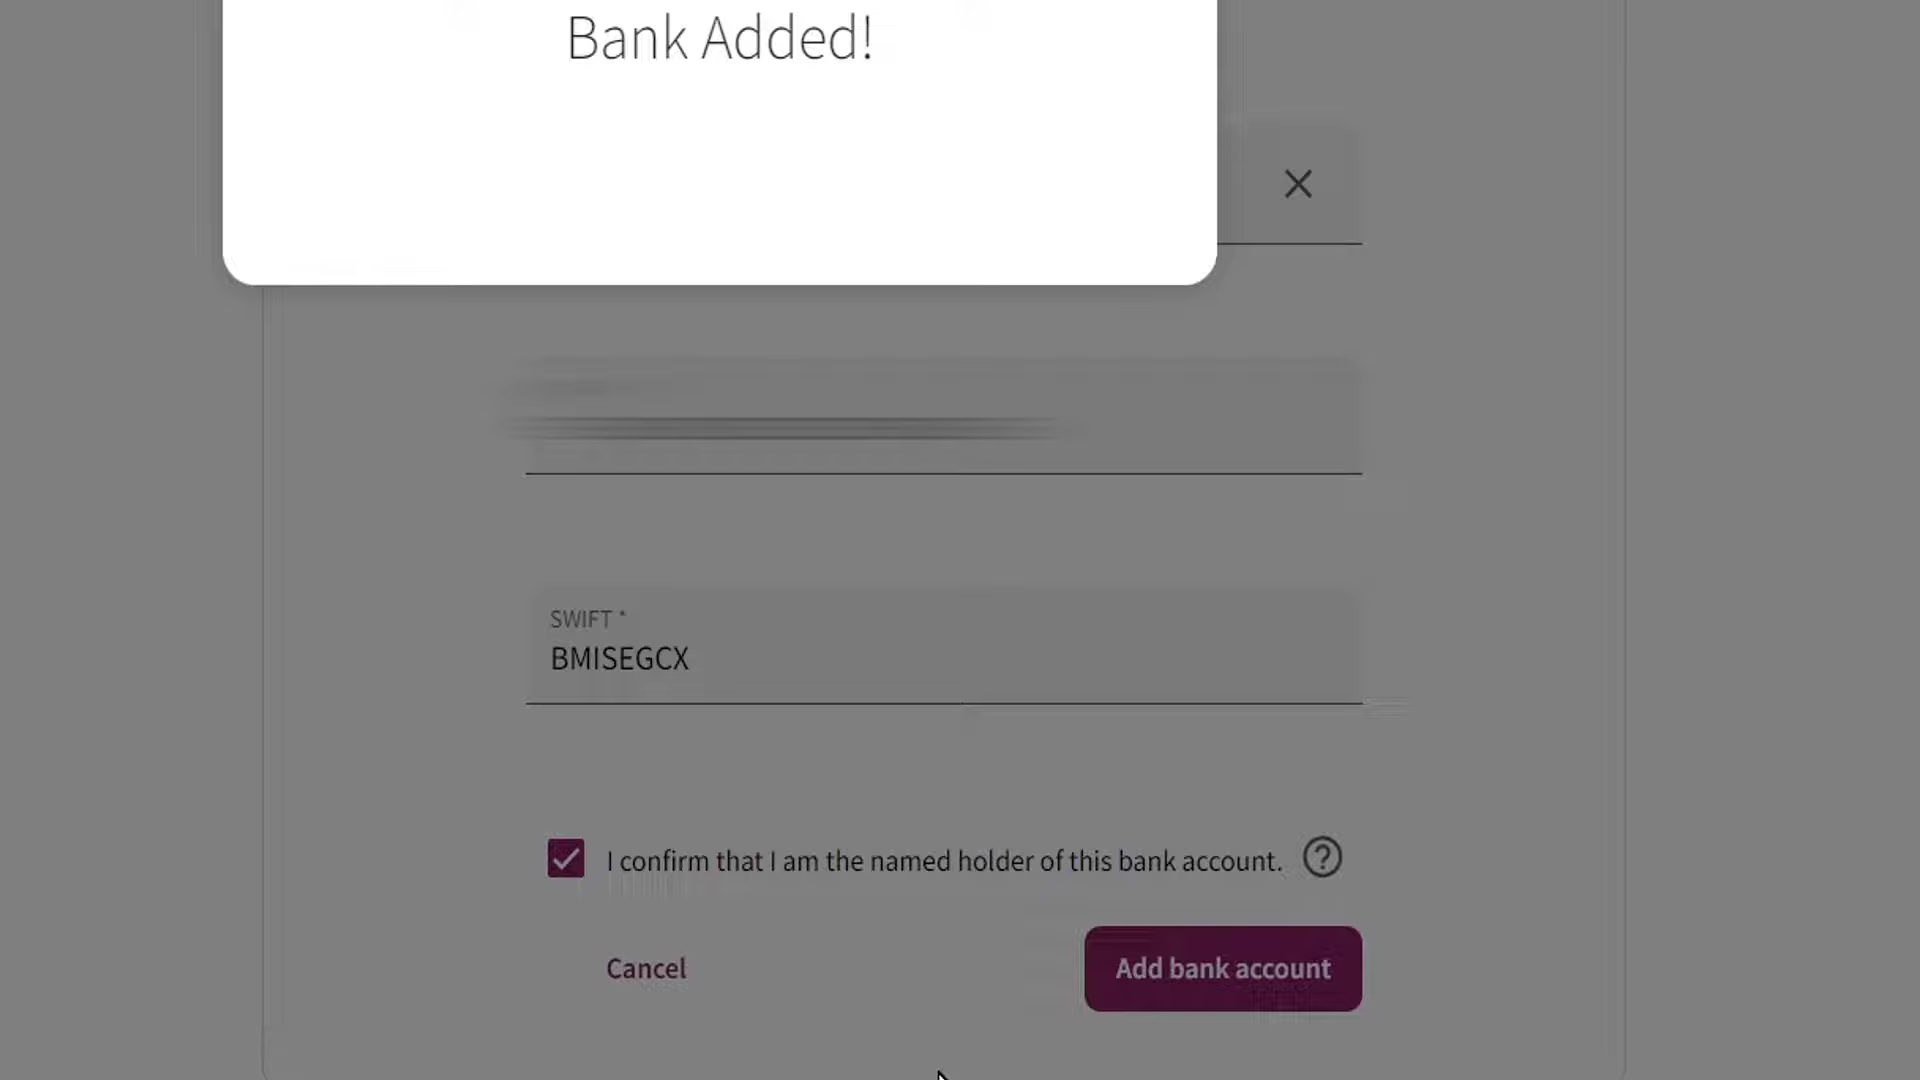 Bank Added!
SWIFT *
BMISEGCX
I confirm that I am the named holder of this bank account.
Cancel
Add bank account